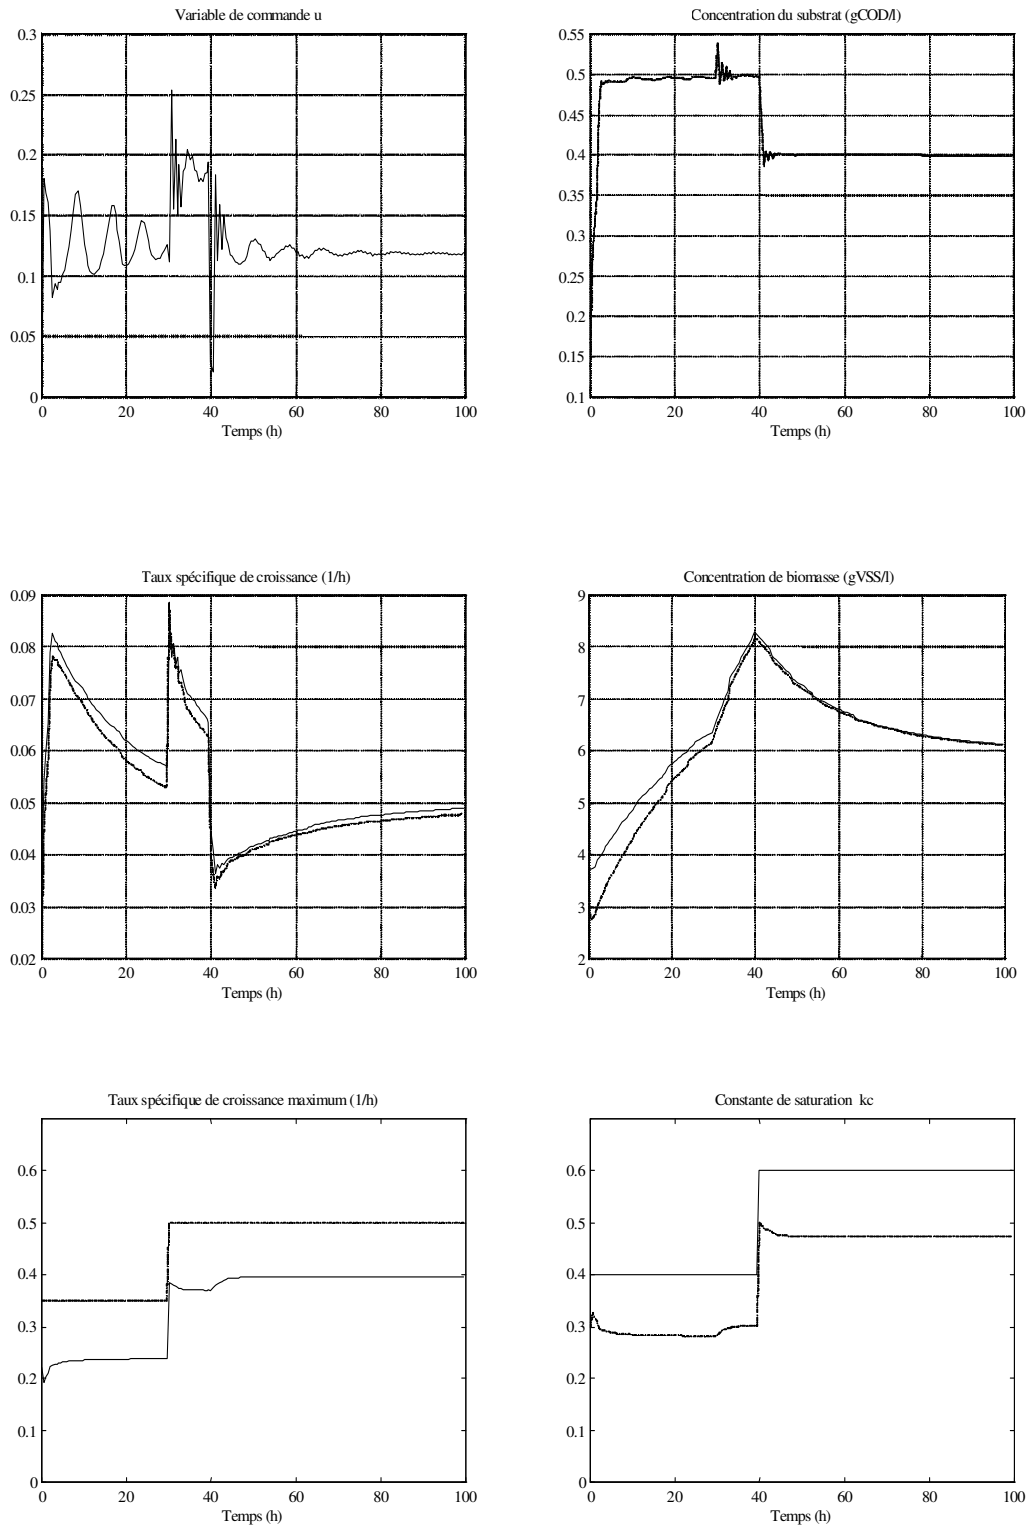 Variable de commande u
0.3
0.25
0.2
0.15
0.1
0.05
0
0 20 40 60 80 100
Temps (h)
Concentration du substrat (gCOD/l)
0.55
0.5
0.45
0.4
0.35
0.3
0.25
0.2
0.15
0.1
0 20 40 60 80 100
Temps (h)
Taux spécifique de croissance (1/h)
0.09
0.08
0.07
0.06
0.05
0.04
0.03
0.02
0 20 40 60 80 100
Temps (h)
Concentration de biomasse (gVSS/l)
9
8
7
6
5
4
3
2
0 20 40 60 80 100
Temps (h)
Taux spécifique de croissance maximum (1/h)
0.6
0.5
0.4
0.3
0.2
0.1
0
0 20 40 60 80 100
Temps (h)
Constante de saturation kc
0.6
0.5
0.4
0.3
0.2
0.1
0
0 20 40 60 80 100
Temps (h)